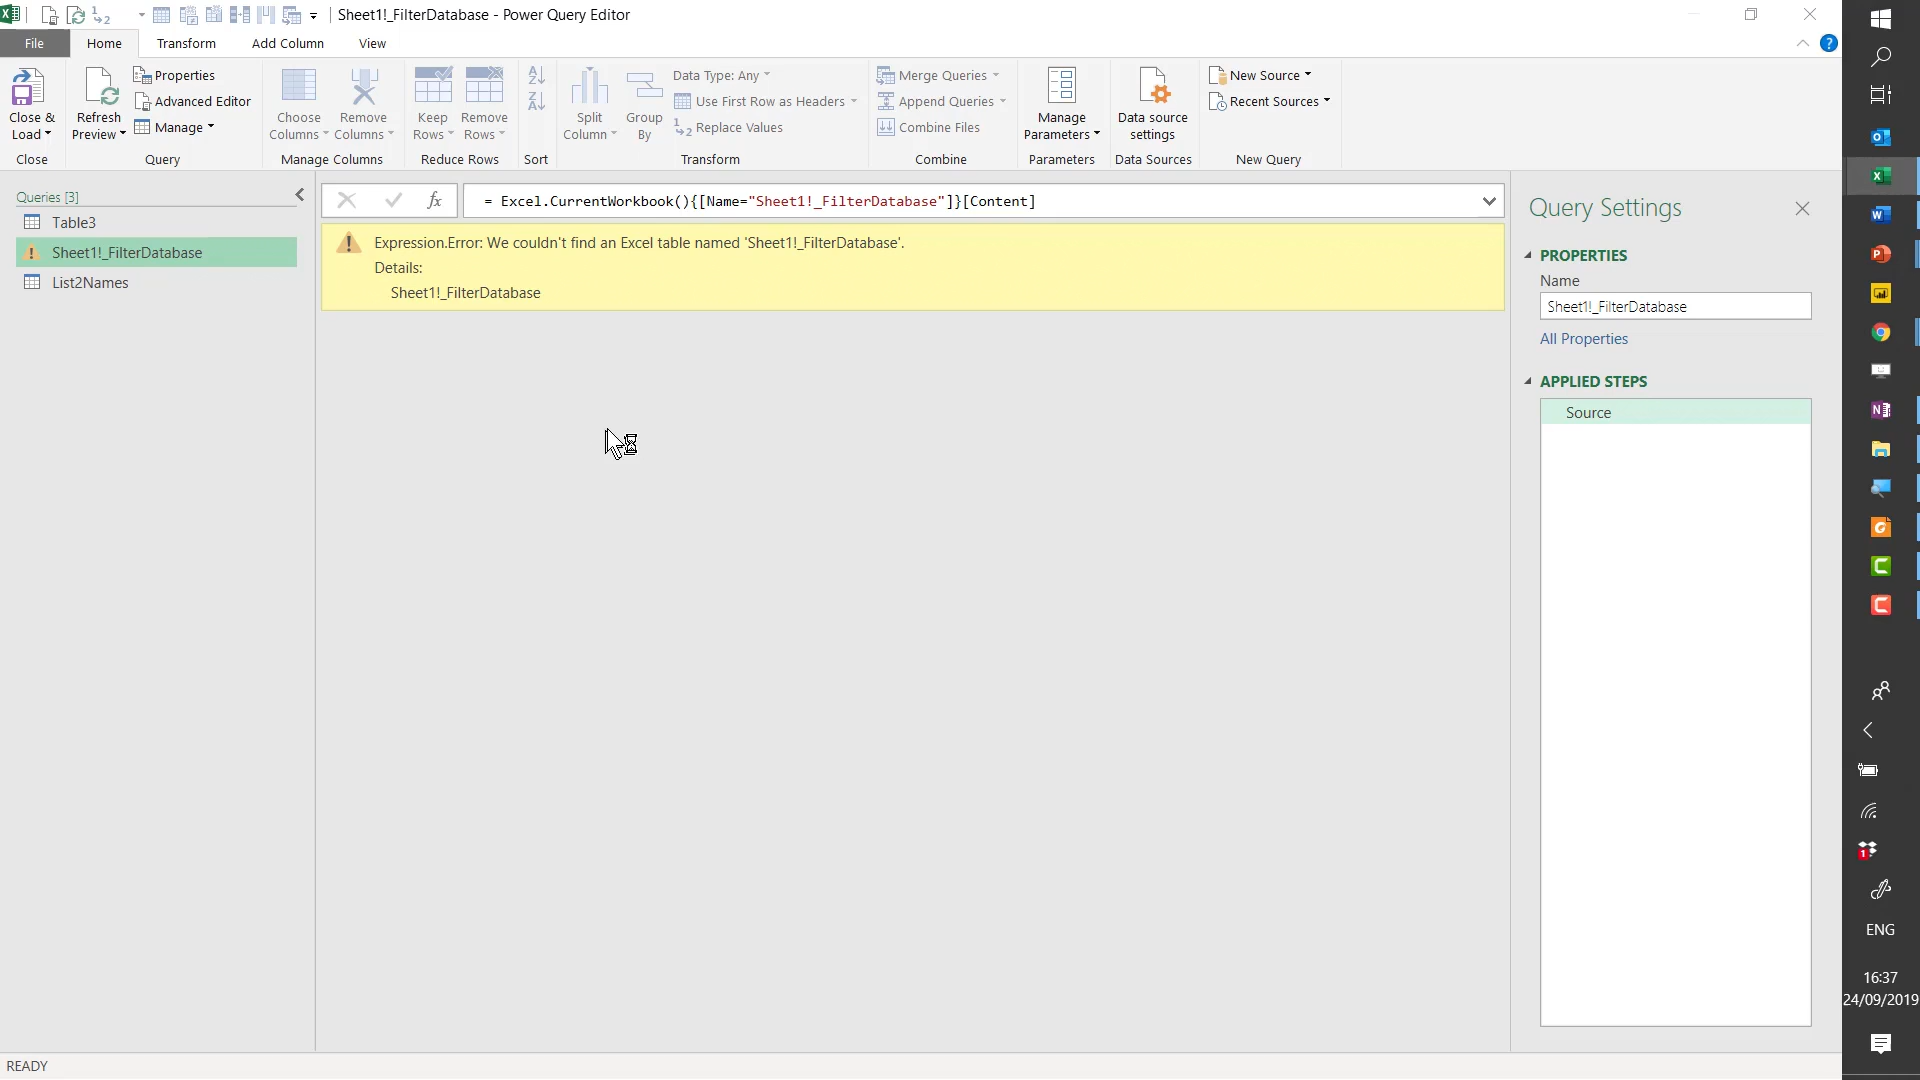 Sheet1!_FilterDatabase - Power Query Editor
File
Home
Transform
Add Column
View
Close &
Load
Close
Refresh
Preview
Properties
Advanced Editor
Manage
Query
Choose
Columns
Remove
Columns
Manage Columns
Keep
Rows
Remove
Rows
Reduce Rows
Sort
Split
Column
Group
By
Data Type: Any
Use First Row as Headers
Replace Values
Transform
Merge Queries
Append Queries
Combine Files
Combine
Manage
Parameters
Parameters
Data source
settings
Data Sources
New Source
Recent Sources
New Query
Queries [3]
Table3
Sheet1!_FilterDatabase
List2Names
fx
= Excel.CurrentWorkbook(){[Name="Sheet1!_FilterDatabase"]}[Content]
Expression.Error: We couldn't find an Excel table named 'Sheet1!_FilterDatabase'.
Details:
Sheet1!_FilterDatabase
Query Settings
PROPERTIES
Name
Sheet1!_FilterDatabase
All Properties
APPLIED STEPS
Source
READY
ENG
16:37
24/09/2019